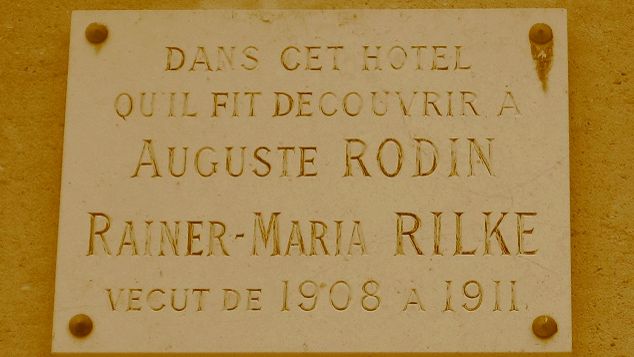 DANS CET HOTEL
QU'IL FIT DECOUVRIR A
AUGUSTE RODIN
RAINER-MARIA RILKE
VECUT DE 1908 A 1911.